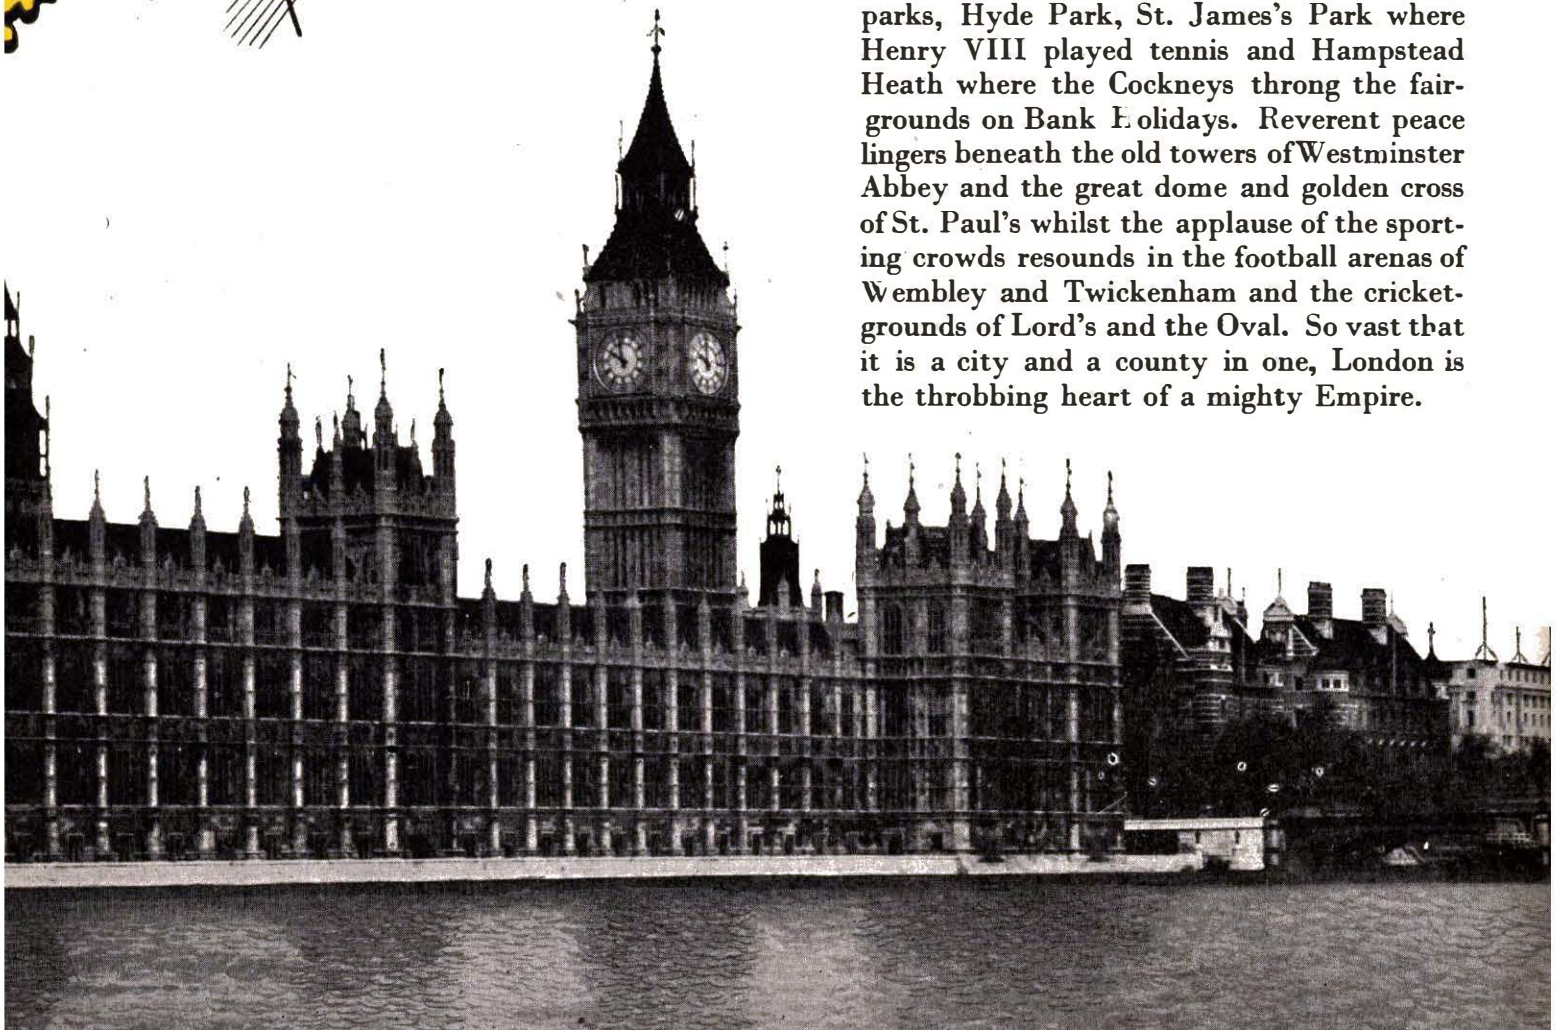 parks, Hyde Park, St. James's Park where
Henry VIII played tennis and Hampstead
Heath where the Cockneys throng the fair-
grounds on Bank Holidays. Reverent peace
lingers beneath the old towers of Westminster
Abbey and the great dome and golden cross
of St. Paul's whilst the applause of the sport-
ing crowds resounds in the football arenas of
Wembley and Twickenham and the cricket-
grounds of Lord's and the Oval. So vast that
it is a city and a county in one, London is
the throbbing heart of a mighty Empire.